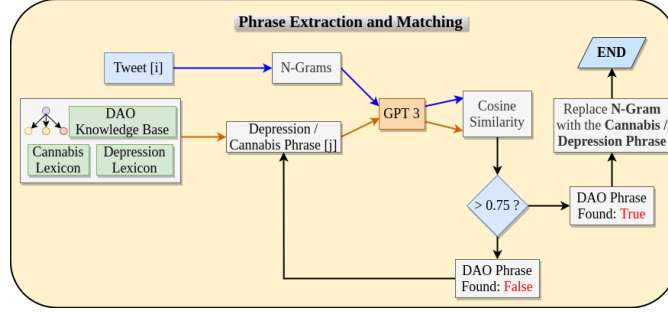 Phrase Extraction and Matching
Tweet [i]
N-Grams
END
DAO
Knowledge Base
Cannabis
Lexicon
Depression
Lexicon
Depression /
Cannabis Phrase [j]
GPT 3
Cosine
Similarity
Replace N-Gram
with the Cannabis /
Depression Phrase
> 0.75 ?
DAO Phrase
Found: True
DAO Phrase
Found: False